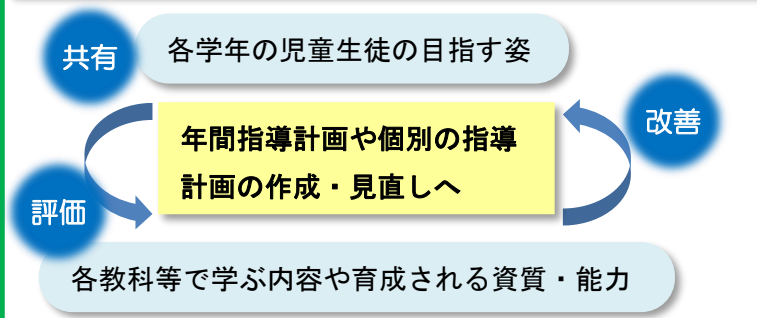 共有
各学年の児童生徒の目指す姿
改善
年間指導計画や個別の指導
計画の作成・見直しへ
評価
各教科等で学ぶ内容や育成される資質・能力